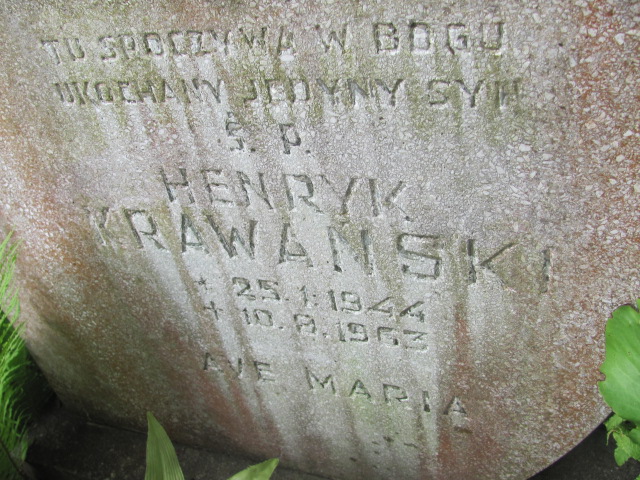 TU SPOCZYWA W BOGU
UKOCHANY JEDYNY SYN
Ś. P.
HENRYK
KRAWAŃSKI
* 25.1.1944
+ 10.8.1963
AVE MARIA